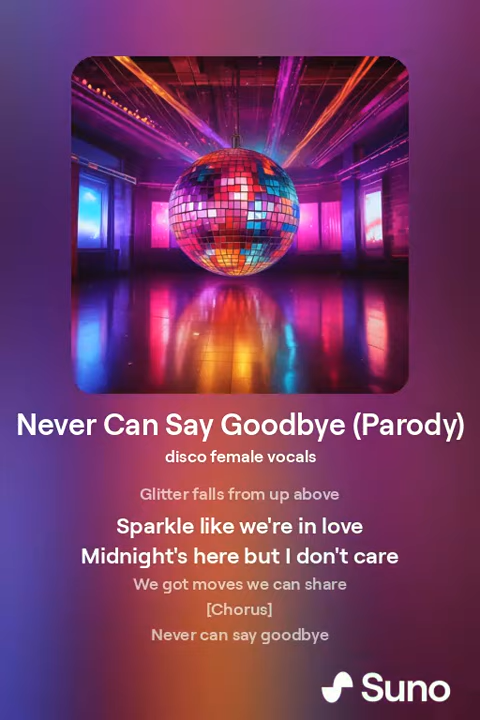 Never Can Say Goodbye (Parody)
disco female vocals
Glitter falls from up above
Sparkle like we're in love
Midnight's here but I don't care
We got moves we can share
[Chorus]
Never can say goodbye
Suno